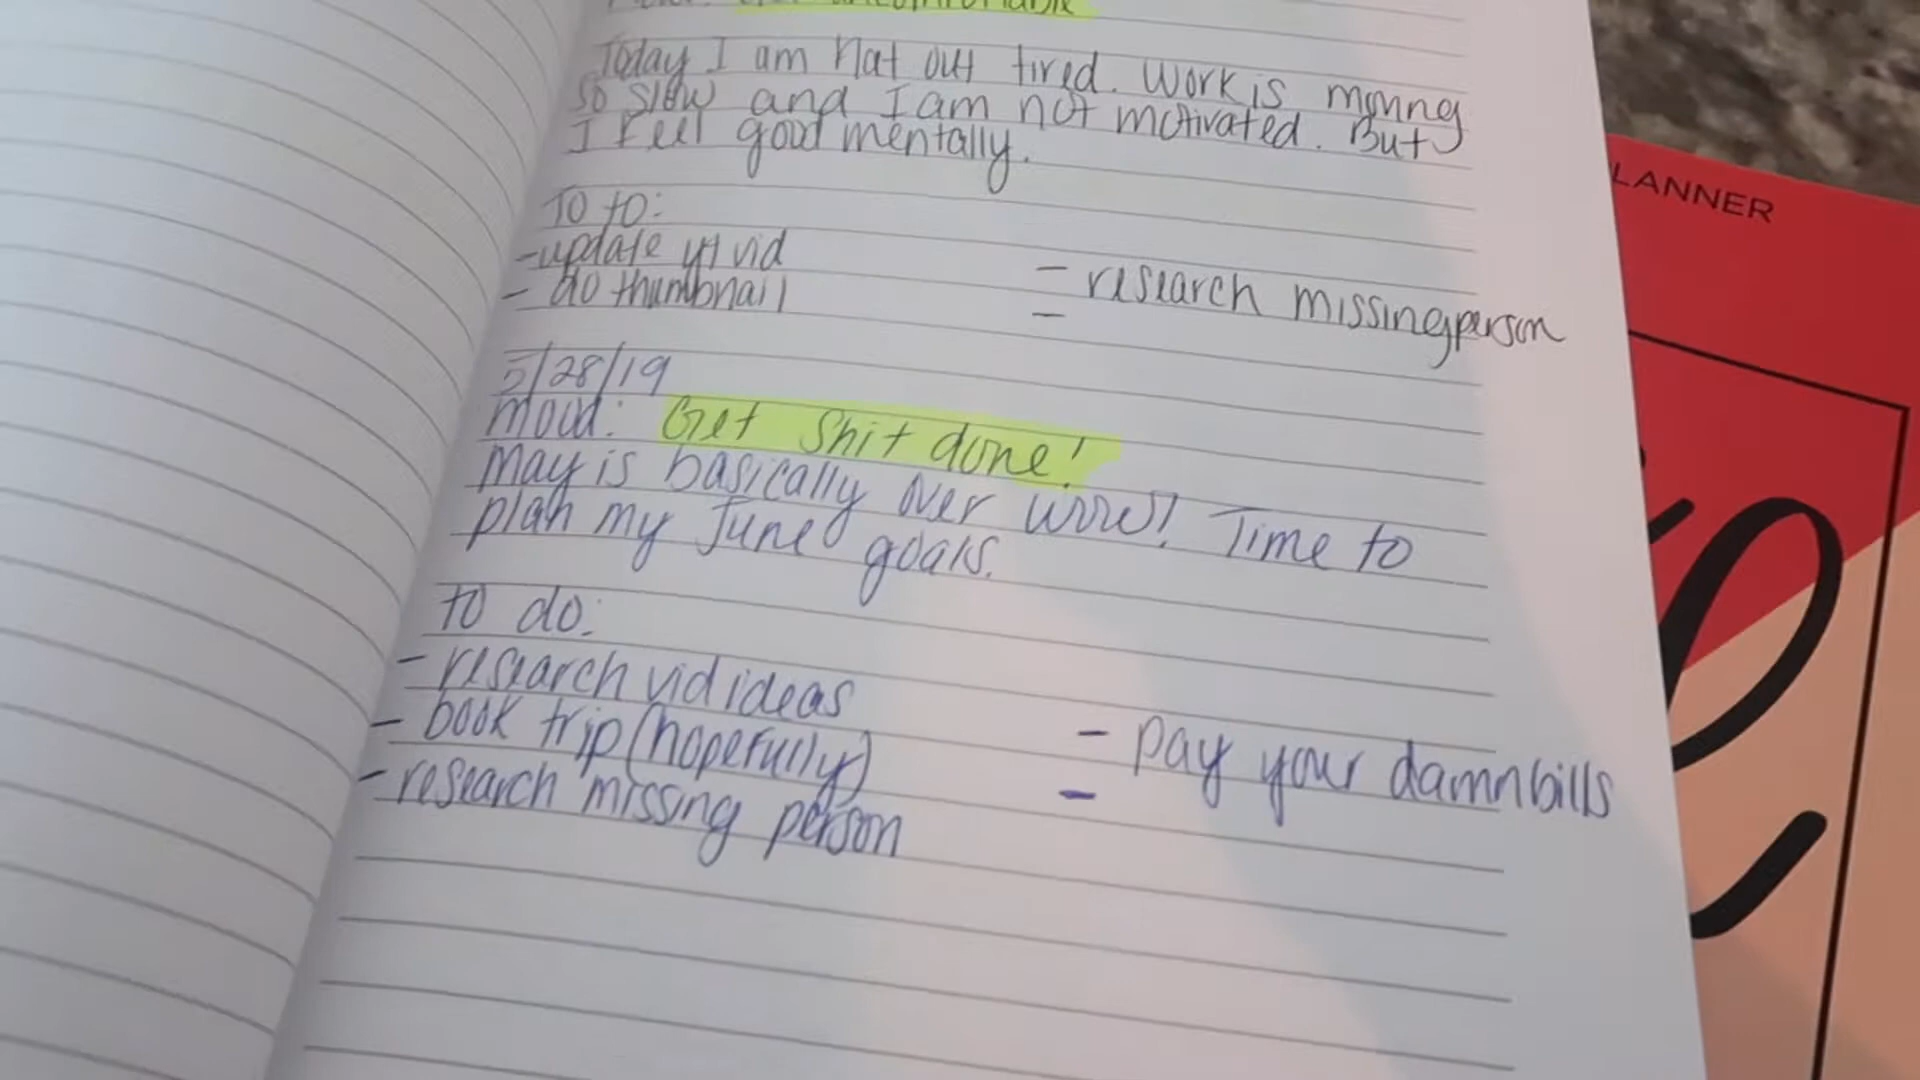 Today I am flat out tired. Work is moving
so slow and I am not motivated. But
I feel good mentally.
To to:
- update yt vid
- do thumbnail
- research missing person
-
5/28/19
mood: Get Shit done!
may is basically over wow! Time to
plan my June goals.
to do:
- research vid ideas
- book trip (hopefully)
- research missing person
- pay your damn bills
-
LANNER